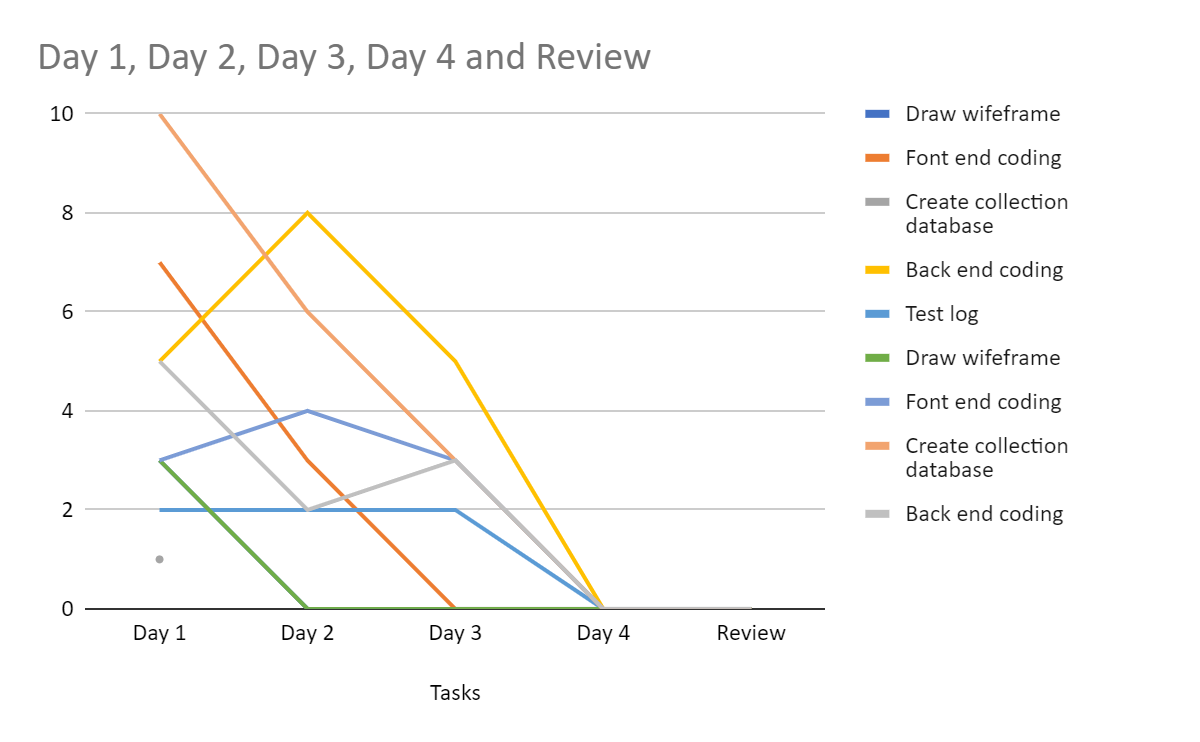 Day 1, Day 2, Day 3, Day 4 and Review
10
8
6
4
2
0
Day 1
Day 2
Day 3
Day 4
Review
Tasks
Draw wifeframe
Font end coding
Create collection
database
Back end coding
Test log
Draw wifeframe
Font end coding
Create collection
database
Back end coding